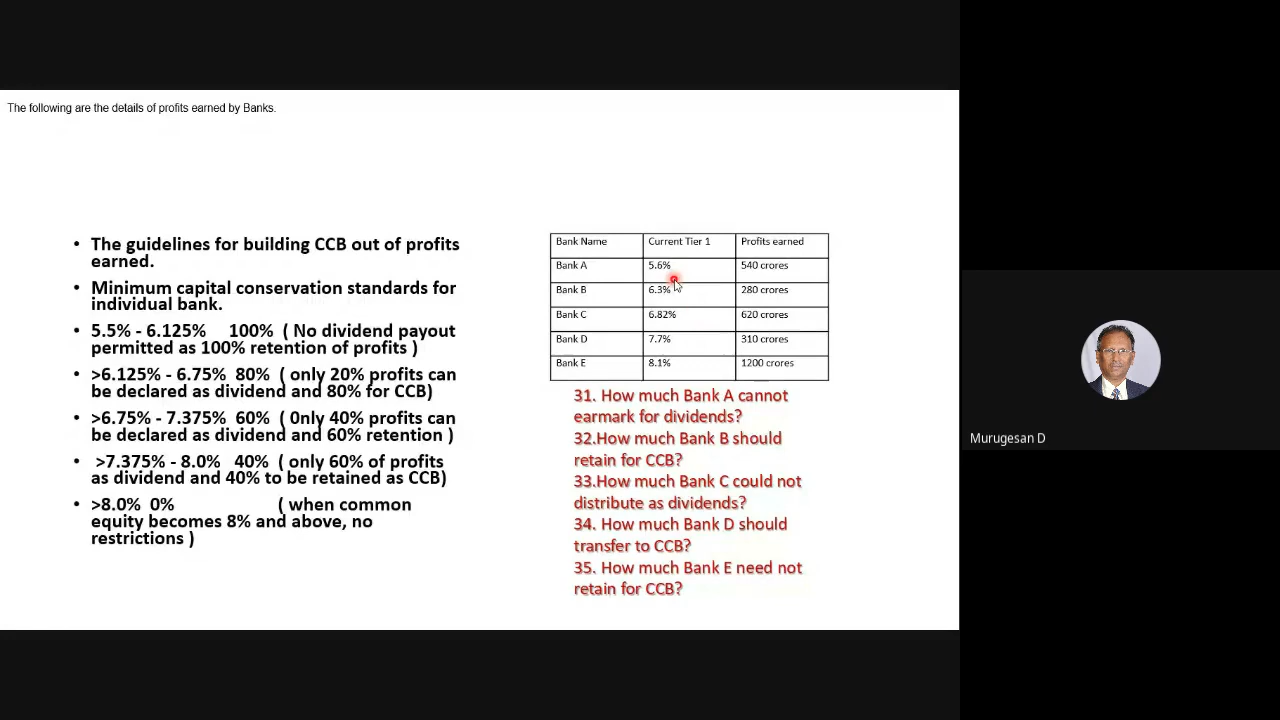 The following are the details of profits earned by Banks.
• The guidelines for building CCB out of profits
earned.
• Minimum capital conservation standards for
individual bank.
• 5.5% - 6.125% 100% ( No dividend payout
permitted as 100% retention of profits )
• >6.125% - 6.75% 80% ( only 20% profits can
be declared as dividend and 80% for CCB)
• >6.75% - 7.375% 60% ( 0nly 40% profits can
be declared as dividend and 60% retention )
• >7.375% - 8.0% 40% ( only 60% of profits
as dividend and 40% to be retained as CCB)
• >8.0% 0% ( when common
equity becomes 8% and above, no
restrictions )
Bank Name Current Tier 1 Profits earned
Bank A 5.6% 540 crores
Bank B 6.3% 280 crores
Bank C 6.82% 620 crores
Bank D 7.7% 310 crores
Bank E 8.1% 1200 crores
31. How much Bank A cannot
earmark for dividends?
32.How much Bank B should
retain for CCB?
33.How much Bank C could not
distribute as dividends?
34. How much Bank D should
transfer to CCB?
35. How much Bank E need not
retain for CCB?
Murugesan D